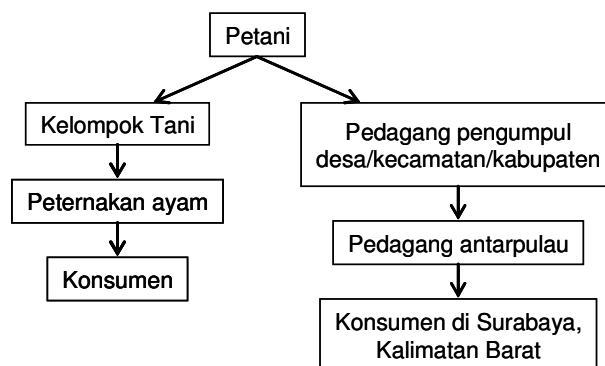 Petani
Kelompok Tani
Peternakan ayam
Konsumen
Pedagang pengumpul
desa/kecamatan/kabupaten
Pedagang antarpulau
Konsumen di Surabaya,
Kalimatan Barat